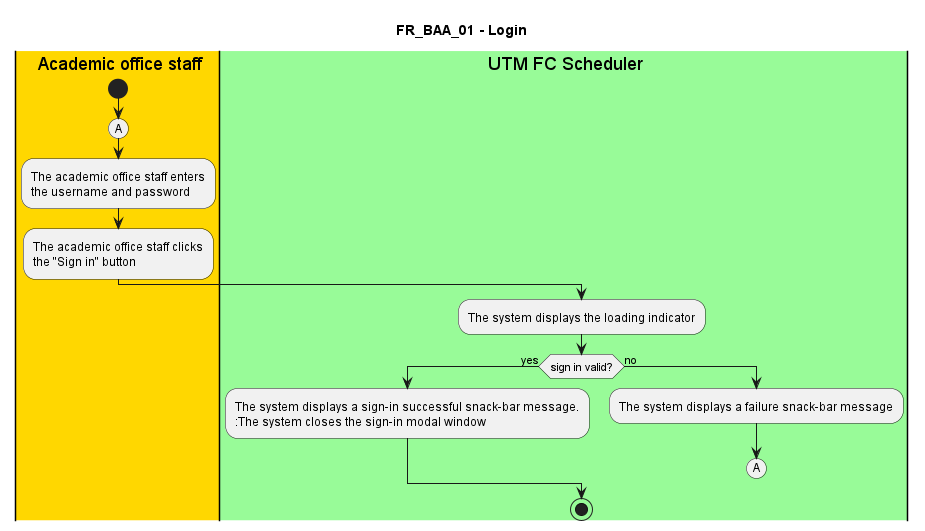 FR_BAA_01 - Login
Academic office staff
UTM FC Scheduler
A
The academic office staff enters
the username and password
The academic office staff clicks
the "Sign in" button
The system displays the loading indicator
yes
sign in valid?
no
The system displays a sign-in successful snack-bar message.
:The system closes the sign-in modal window
The system displays a failure snack-bar message
A